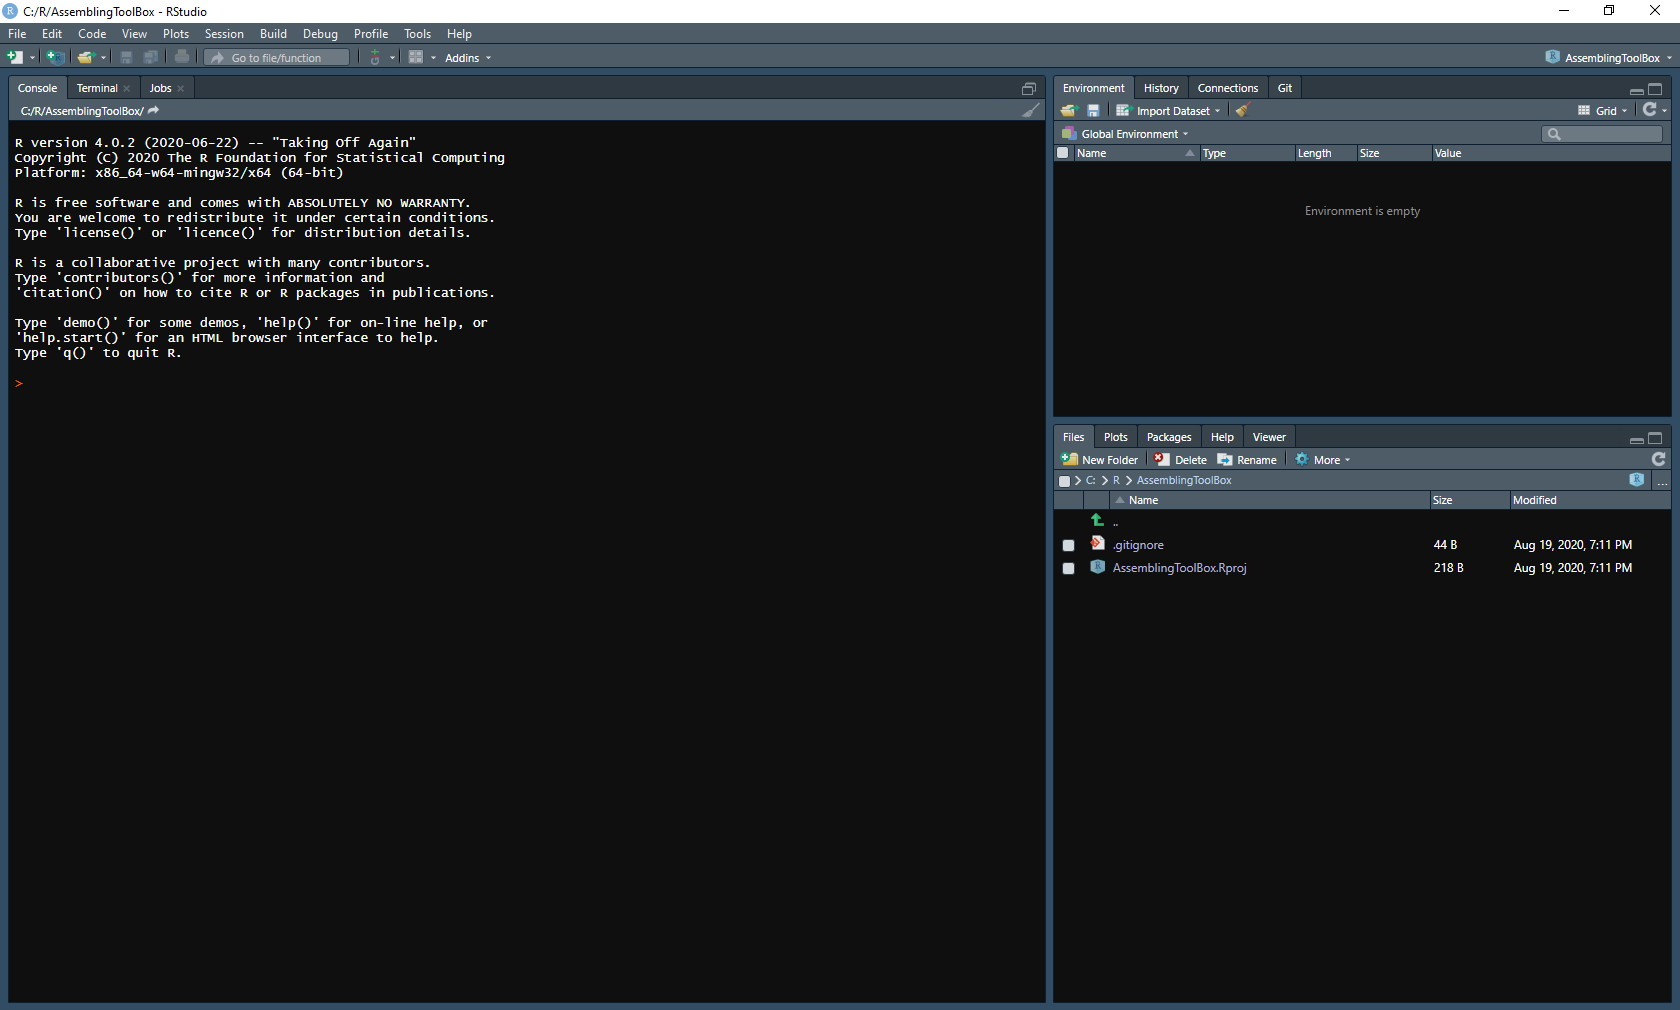 C:/R/AssemblingToolBox - RStudio
File Edit Code View Plots Session Build Debug Profile Tools Help
Go to file/function Addins AssemblingToolBox
Console Terminal Jobs
C:/R/AssemblingToolBox/
R version 4.0.2 (2020-06-22) -- "Taking Off Again"
Copyright (C) 2020 The R Foundation for Statistical Computing
Platform: x86_64-w64-mingw32/x64 (64-bit)
R is free software and comes with ABSOLUTELY NO WARRANTY.
You are welcome to redistribute it under certain conditions.
Type 'license()' or 'licence()' for distribution details.
R is a collaborative project with many contributors.
Type 'contributors()' for more information and
'citation()' on how to cite R or R packages in publications.
Type 'demo()' for some demos, 'help()' for on-line help, or
'help.start()' for an HTML browser interface to help.
Type 'q()' to quit R.
>
Environment History Connections Git
Import Dataset Grid
Global Environment
Name Type Length Size Value
Environment is empty
Files Plots Packages Help Viewer
New Folder Delete Rename More
C: R AssemblingToolBox ...
Name Size Modified
..
.gitignore 44 B Aug 19, 2020, 7:11 PM
AssemblingToolBox.Rproj 218 B Aug 19, 2020, 7:11 PM